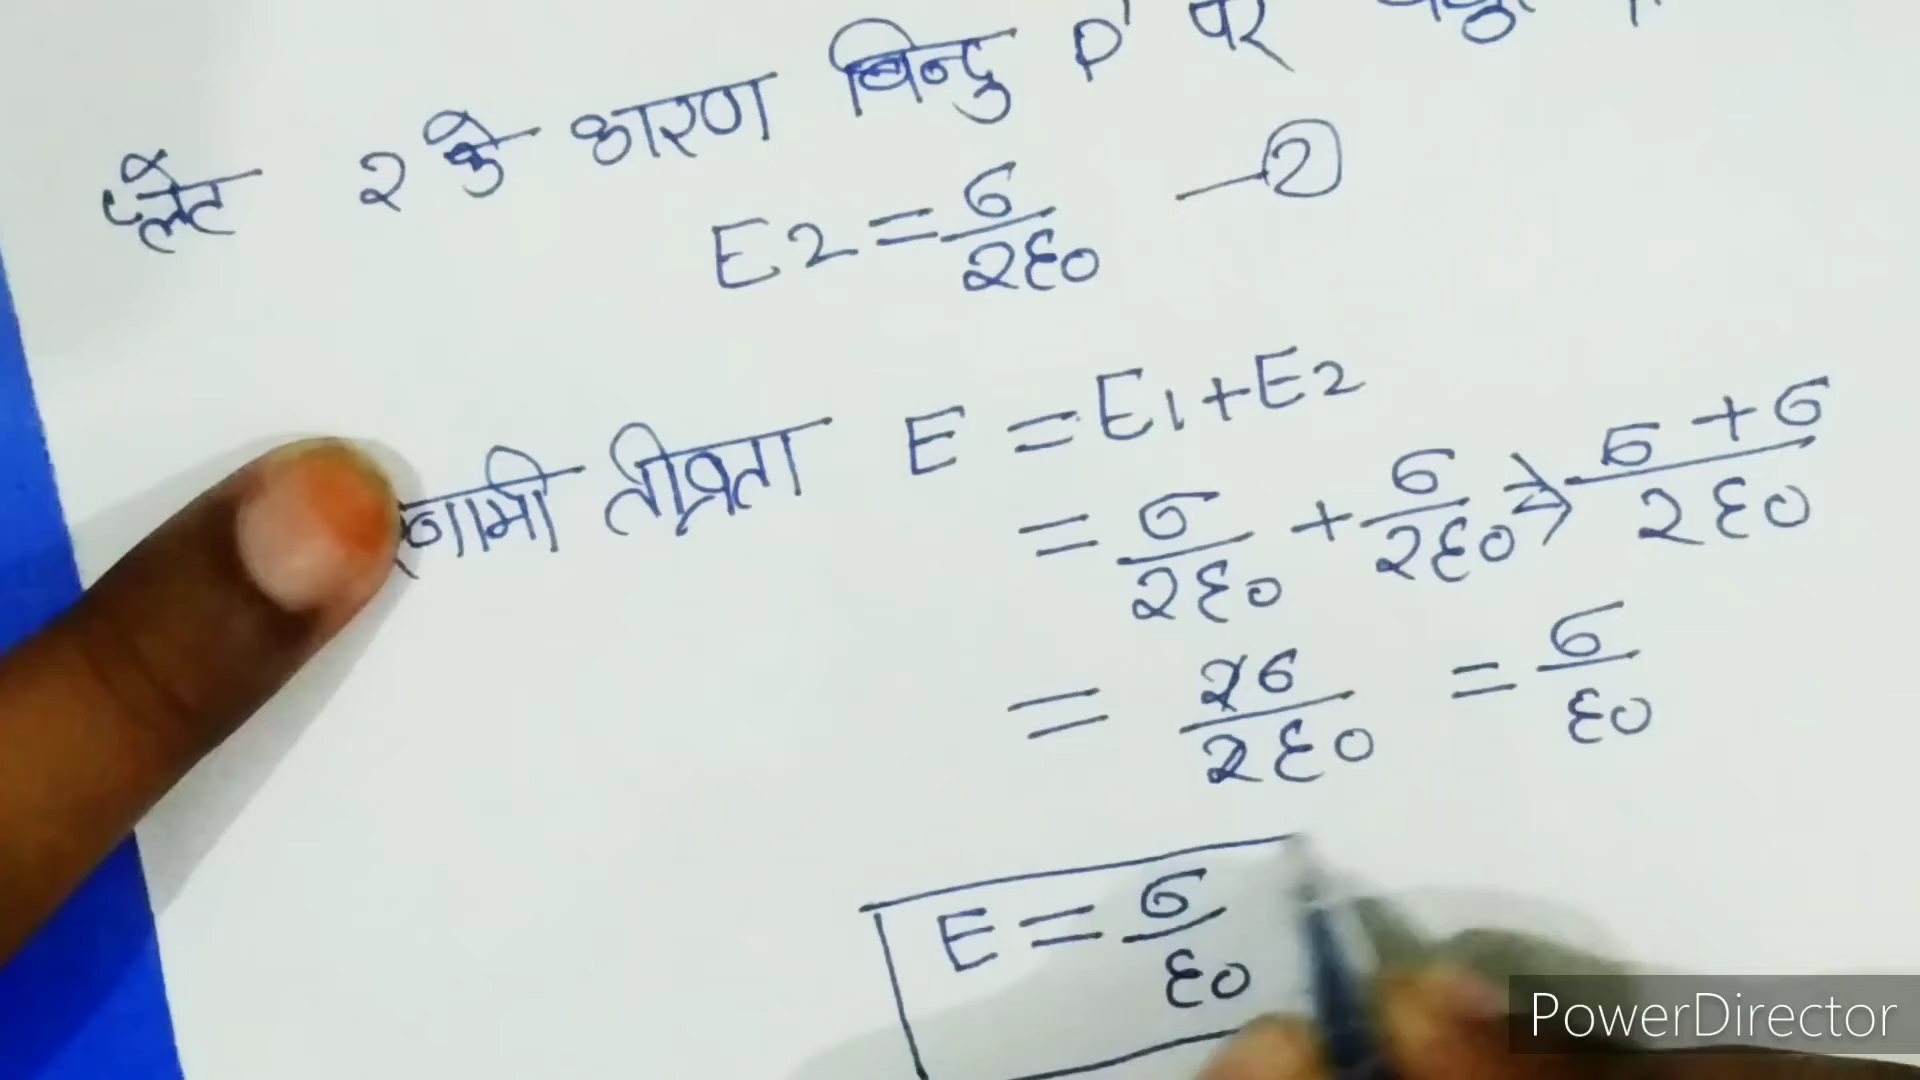 प्लेट 2 के कारण बिन्दु P' पर
E2 = σ/2ε0 —②
णामी तीव्रता E = E1+E2
= σ/2ε0 + σ/2ε0 ⇒ σ+σ/2ε0
= 2σ/2ε0 = σ/ε0
E = σ/ε0
PowerDirector